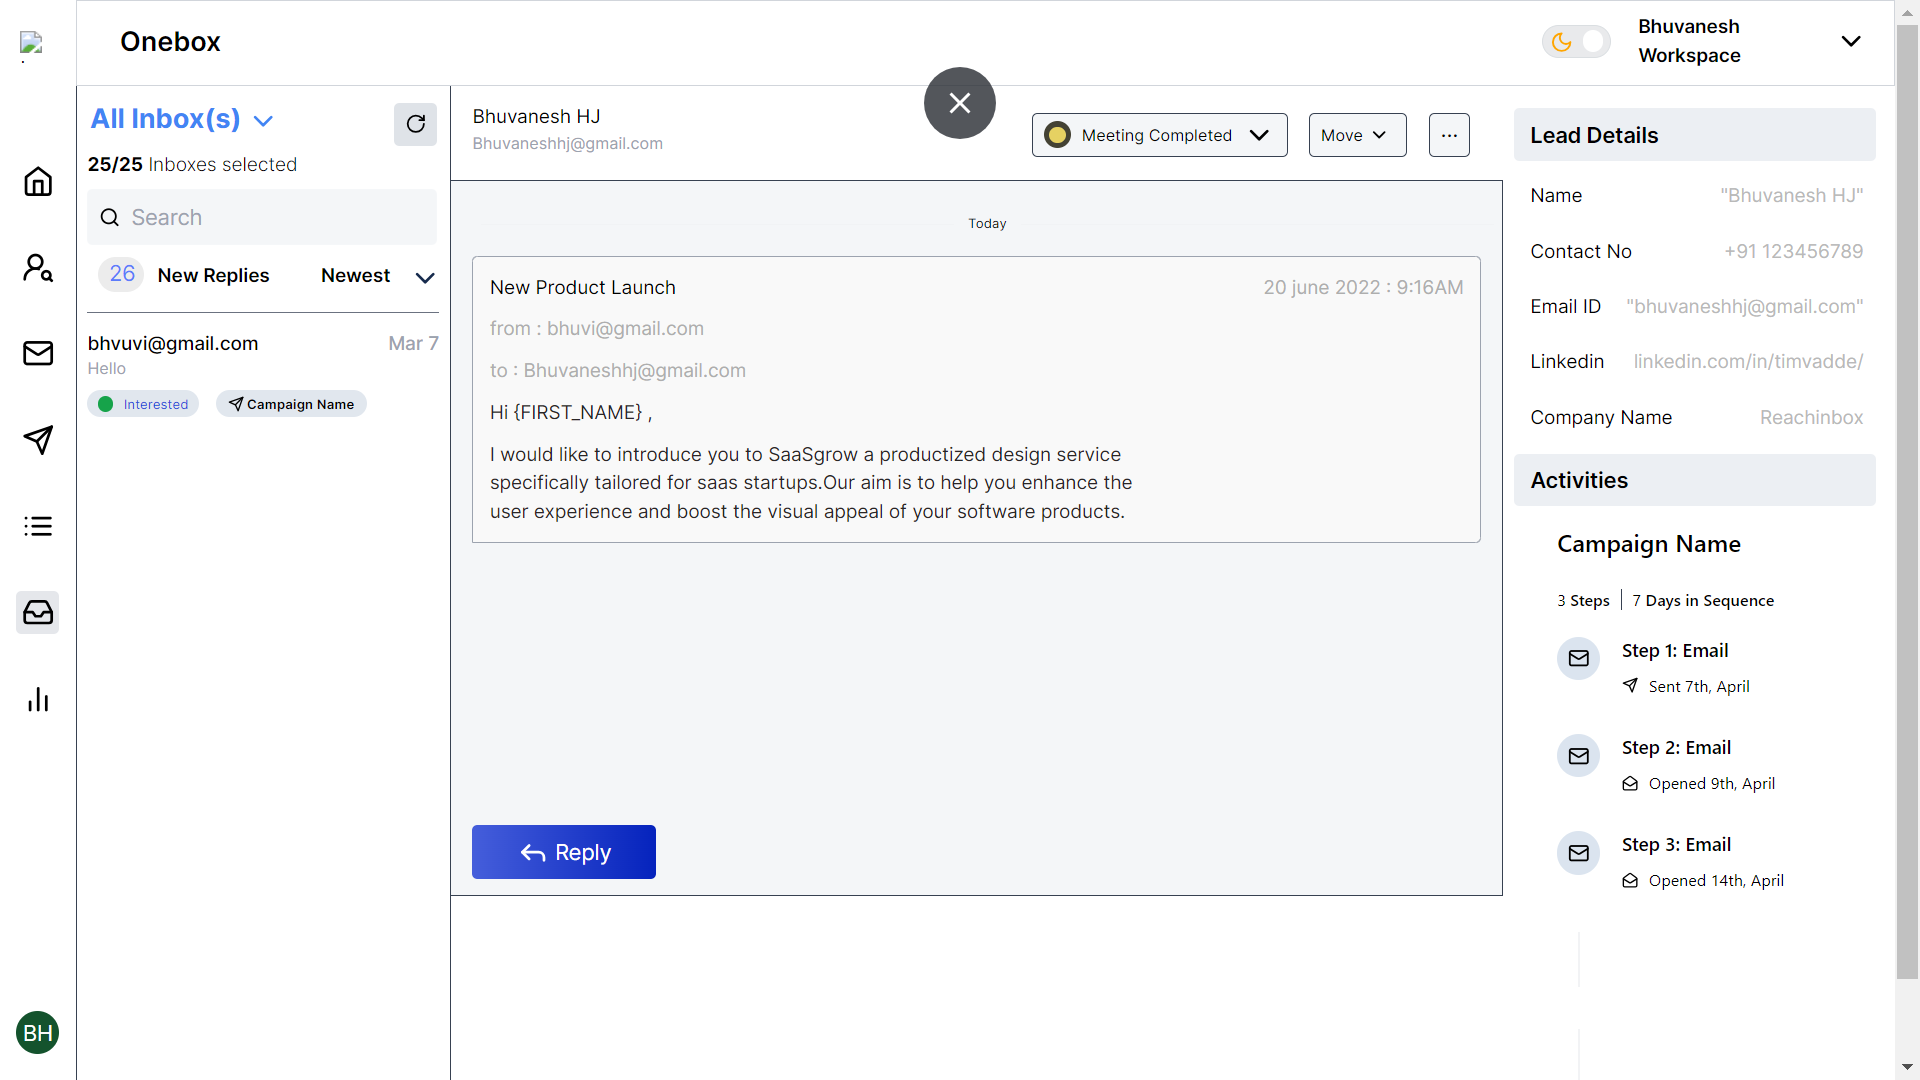 Onebox
Bhuvanesh
Workspace
All Inbox(s)
25/25 Inboxes selected
Search
26 New Replies Newest
bhvuvi@gmail.com Mar 7
Hello
Interested Campaign Name
BH
Bhuvanesh HJ
Bhuvaneshhj@gmail.com
Meeting Completed
Move
...
Today
New Product Launch 20 june 2022 : 9:16AM
from : bhuvi@gmail.com
to : Bhuvaneshhj@gmail.com
Hi {FIRST_NAME} ,
I would like to introduce you to SaaSgrow a productized design service
specifically tailored for saas startups.Our aim is to help you enhance the
user experience and boost the visual appeal of your software products.
Reply
Lead Details
Name "Bhuvanesh HJ"
Contact No +91 123456789
Email ID "bhuvaneshhj@gmail.com"
Linkedin linkedin.com/in/timvadde/
Company Name Reachinbox
Activities
Campaign Name
3 Steps 7 Days in Sequence
Step 1: Email
Sent 7th, April
Step 2: Email
Opened 9th, April
Step 3: Email
Opened 14th, April